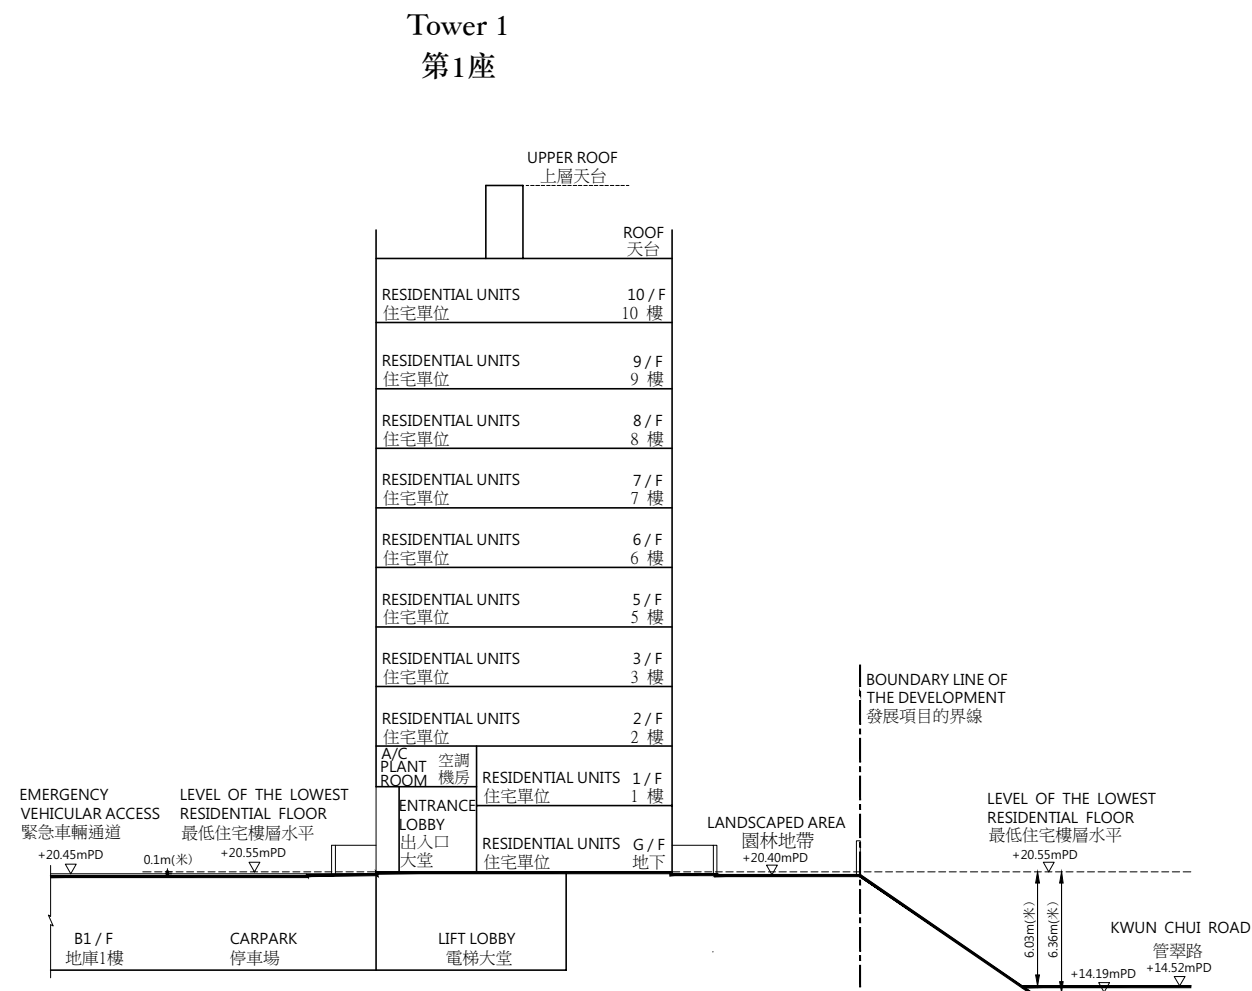 Tower 1
第1座
UPPER ROOF
上層天台
ROOF
天台
RESIDENTIAL UNITS 10 / F
住宅單位 10 樓
RESIDENTIAL UNITS 9 / F
住宅單位 9 樓
RESIDENTIAL UNITS 8 / F
住宅單位 8 樓
RESIDENTIAL UNITS 7 / F
住宅單位 7 樓
RESIDENTIAL UNITS 6 / F
住宅單位 6 樓
RESIDENTIAL UNITS 5 / F
住宅單位 5 樓
RESIDENTIAL UNITS 3 / F
住宅單位 3 樓
RESIDENTIAL UNITS 2 / F
住宅單位 2 樓
A/C
PLANT
ROOM
空調
機房
RESIDENTIAL UNITS 1 / F
住宅單位 1 樓
ENTRANCE
LOBBY
出入口
大堂
RESIDENTIAL UNITS G / F
住宅單位 地下
EMERGENCY
VEHICULAR ACCESS
緊急車輛通道
+20.45mPD
0.1m(米)
LEVEL OF THE LOWEST
RESIDENTIAL FLOOR
最低住宅樓層水平
+20.55mPD
LANDSCAPED AREA
園林地帶
+20.40mPD
BOUNDARY LINE OF
THE DEVELOPMENT
發展項目的界線
LEVEL OF THE LOWEST
RESIDENTIAL FLOOR
最低住宅樓層水平
+20.55mPD
6.03m(米)
6.36m(米)
KWUN CHUI ROAD
管翠路
+14.52mPD
+14.19mPD
B1 / F
地庫1樓
CARPARK
停車場
LIFT LOBBY
電梯大堂